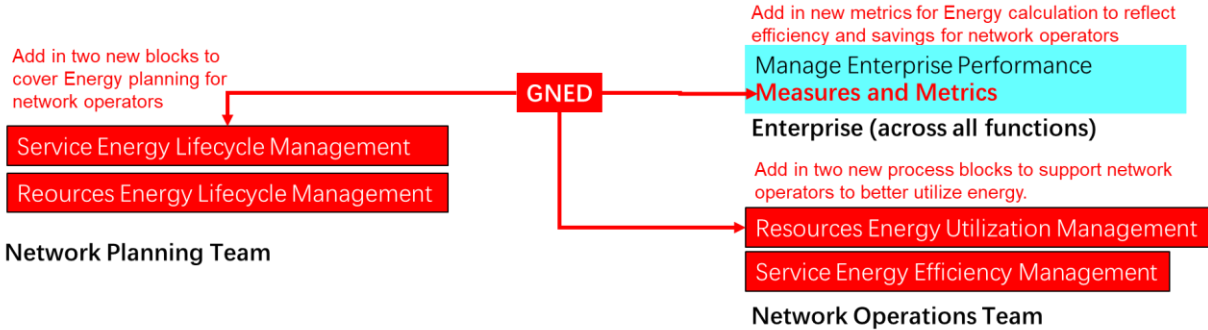 Add in two new blocks to
cover Energy planning for
network operators
Service Energy Lifecycle Management
Reources Energy Lifecycle Management
Network Planning Team
GNED
Add in new metrics for Energy calculation to reflect
efficiency and savings for network operators
Manage Enterprise Performance
Measures and Metrics
Enterprise (across all functions)
Add in two new process blocks to support network
operators to better utilize energy.
Resources Energy Utilization Management
Service Energy Efficiency Management
Network Operations Team